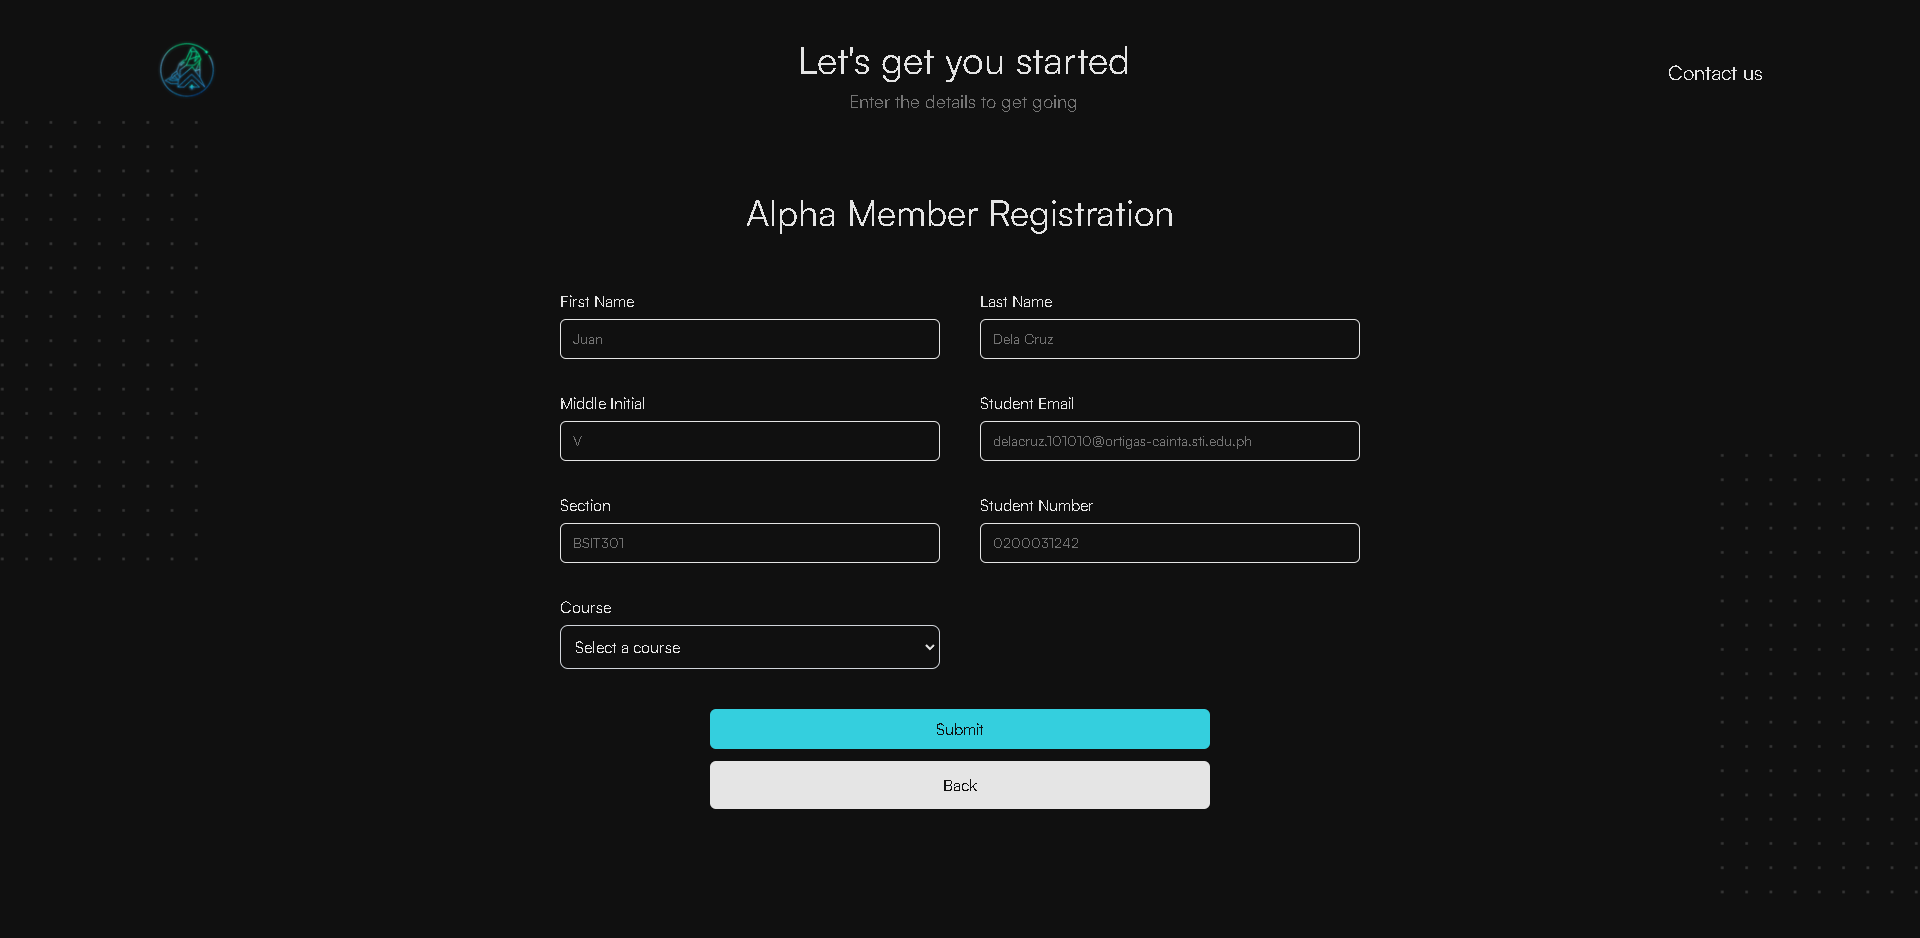 Let's get you started
Contact us
Enter the details to get going
Alpha Member Registration
First Name
Last Name
Juan
Dela Cruz
Middle Initial
Student Email
V
delacruz.101010@ortigas-cainta.sti.edu.ph
Section
Student Number
BSIT301
0200031242
Course
Select a course
Submit
Back